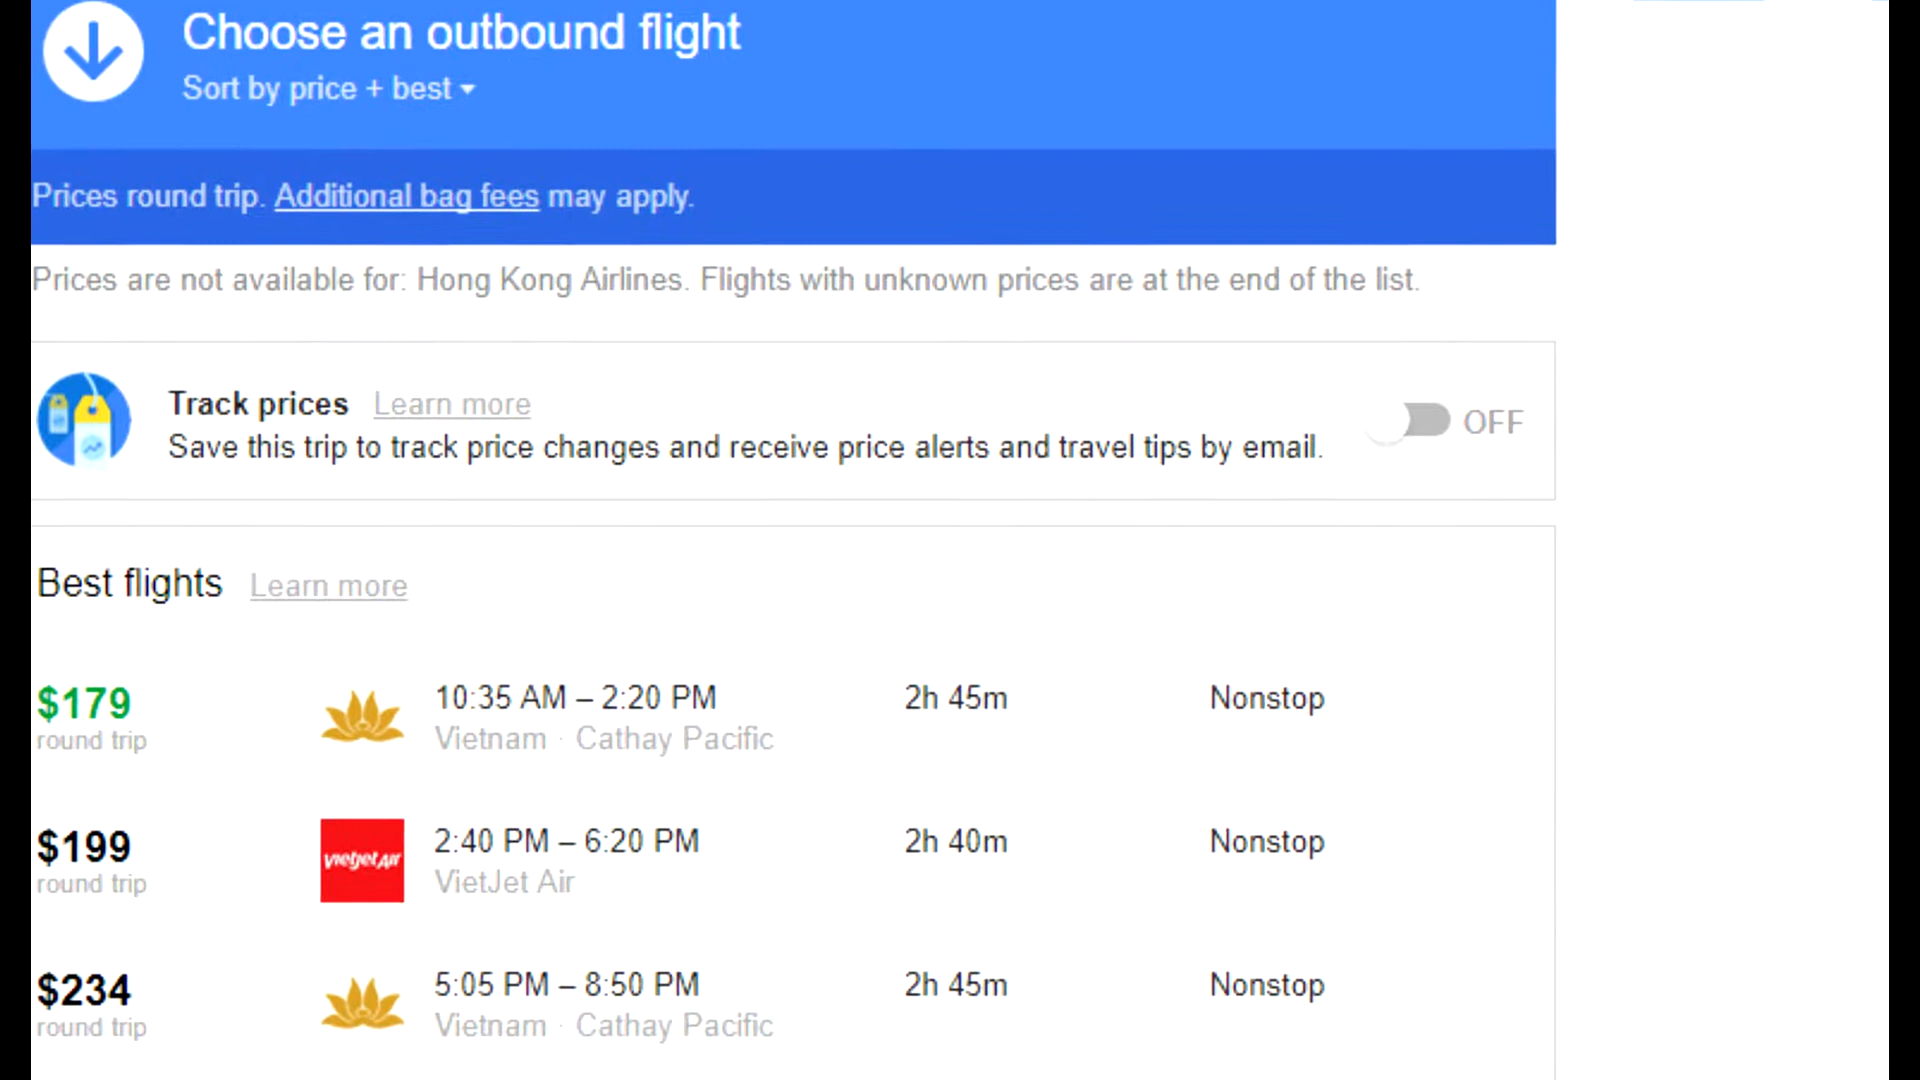 Choose an outbound flight
Sort by price + best
Prices round trip. Additional bag fees may apply.
Prices are not available for: Hong Kong Airlines. Flights with unknown prices are at the end of the list.
Track prices Learn more
Save this trip to track price changes and receive price alerts and travel tips by email.
OFF
Best flights Learn more
$179 10:35 AM – 2:20 PM 2h 45m Nonstop
round trip Vietnam · Cathay Pacific
$199 2:40 PM – 6:20 PM 2h 40m Nonstop
vietjet Air
round trip VietJet Air
$234 5:05 PM – 8:50 PM 2h 45m Nonstop
round trip Vietnam · Cathay Pacific